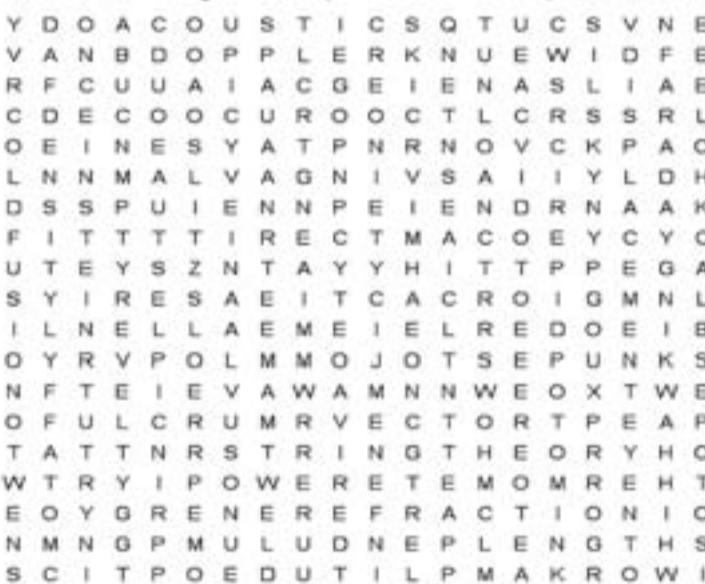 Y D O A C O U S T I C S Q T U C S V N E
V A N B D O P P L E R K N U E W I D F E
R F C U U A I A C G E I E N A S L I A E
C D E C O O C U R O O C T L C R S S R L
O E I N E S Y A T P N R N O V C K P A C
L N N M A L V A G N I V S A I I Y L D H
D S S P U I E N N P E I E N D R N A A K
F I T T T T I R E C T M A C O E Y C Y C
U T E Y S Z N T A Y Y H I T T P P E G A
S Y I R E S A E I T C A C R O I G M N L
I L N E L L A E M E I E L R E D O E I B
O Y R V P O L M M O J O T S E P U N K S
N F T E I E V A W A M N N W E O X T W E
O F U L C R U M R V E C T O R T P E A P
T A T T N R S T R I N G T H E O R Y H C
W T R Y I P O W E R E T E M O M R E H T
E O Y G R E N E R E F R A C T I O N I C
N M N G P M U L U D N E P L E N G T H S
S C I T P O E D U T I L P M A K R O W I